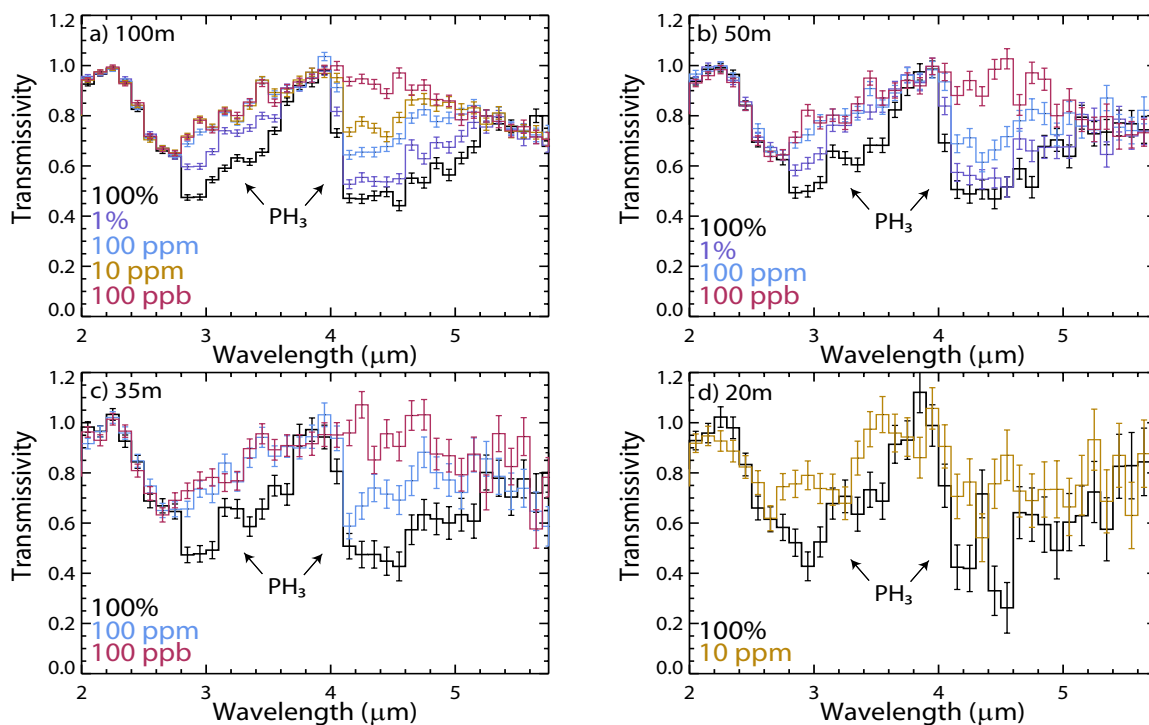 a) 100m
1.2
1.0
0.8
0.6
0.4
0.2
0.0
Transmissivity
PH₃
100%
1%
100 ppm
10 ppm
100 ppb
2 3 4 5
Wavelength (μm)
b) 50m
1.2
1.0
0.8
0.6
0.4
0.2
0.0
Transmissivity
PH₃
100%
1%
100 ppm
100 ppb
2 3 4 5
Wavelength (μm)
c) 35m
1.2
1.0
0.8
0.6
0.4
0.2
0.0
Transmissivity
PH₃
100%
100 ppm
100 ppb
2 3 4 5
Wavelength (μm)
d) 20m
1.2
1.0
0.8
0.6
0.4
0.2
0.0
Transmissivity
PH₃
100%
10 ppm
2 3 4 5
Wavelength (μm)